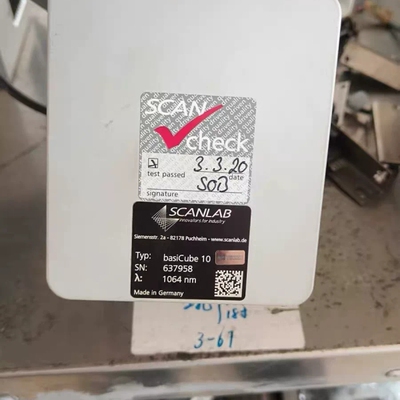 SCAN
check
3.3.20
test passed date
SOB
signature
SCANLAB
Innovators for Industry
Siemensstr. 2a - 82178 Puchheim - www.scanlab.de
Typ: basiCube 10
SN: 637958
λ: 1064 nm
Made in Germany
3-67